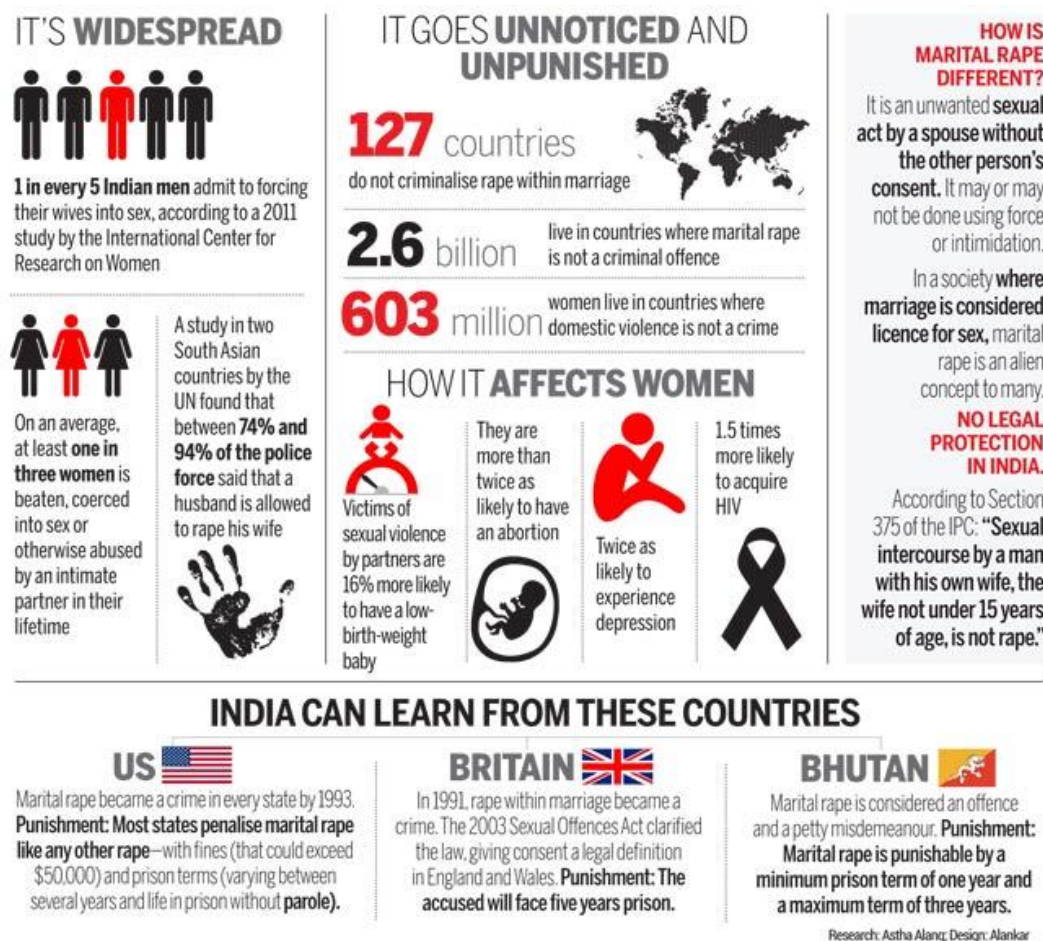 IT'S WIDESPREAD
1 in every 5 Indian men admit to forcing
their wives into sex, according to a 2011
study by the International Center for
Research on Women
On an average,
at least one in
three women is
beaten, coerced
into sex or
otherwise abused
by an intimate
partner in their
lifetime
A study in two
South Asian
countries by the
UN found that
between 74% and
94% of the police
force said that a
husband is allowed
to rape his wife
IT GOES UNNOTICED AND
UNPUNISHED
127 countries
do not criminalise rape within marriage
2.6 billion
live in countries where marital rape
is not a criminal offence
603 million
women live in countries where
domestic violence is not a crime
HOW IT AFFECTS WOMEN
Victims of
sexual violence
by partners are
16% more likely
to have a low-
birth-weight
baby
They are
more than
twice as
likely to have
an abortion
Twice as
likely to
experience
depression
1.5 times
more likely
to acquire
HIV
HOW IS
MARITAL RAPE
DIFFERENT?
It is an unwanted sexual
act by a spouse without
the other person's
consent. It may or may
not be done using force
or intimidation.
In a society where
marriage is considered
licence for sex, marital
rape is an alien
concept to many.
NO LEGAL
PROTECTION
IN INDIA.
According to Section
375 of the IPC: "Sexual
intercourse by a man
with his own wife, the
wife not under 15 years
of age, is not rape."
INDIA CAN LEARN FROM THESE COUNTRIES
US
Marital rape became a crime in every state by 1993.
Punishment: Most states penalise marital rape
like any other rape—with fines (that could exceed
$50,000) and prison terms (varying between
several years and life in prison without parole).
BRITAIN
In 1991, rape within marriage became a
crime. The 2003 Sexual Offences Act clarified
the law, giving consent a legal definition
in England and Wales. Punishment: The
accused will face five years prison.
BHUTAN
Marital rape is considered an offence
and a petty misdemeanour. Punishment:
Marital rape is punishable by a
minimum prison term of one year and
a maximum term of three years.
Research: Astha Alang; Design: Alankar